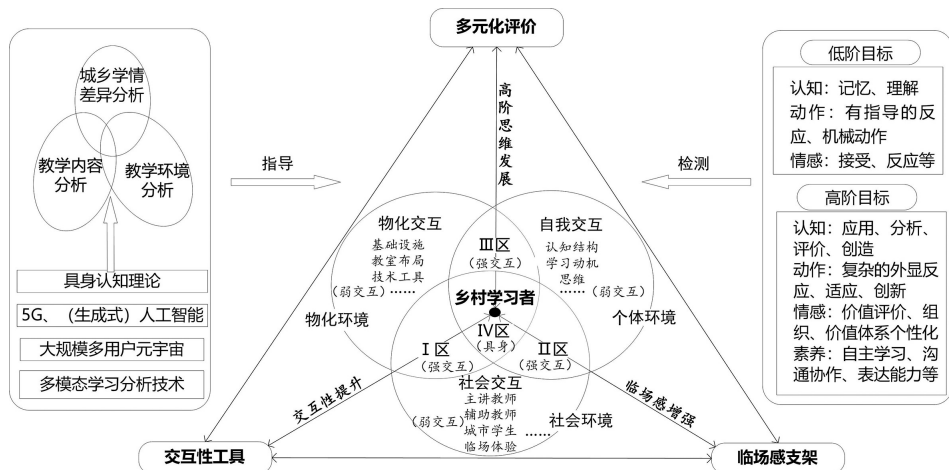 多元化评价
城乡学情
差异分析
教学内容
分析
教学环境
分析
具身认知理论
5G、（生成式）人工智能
大规模多用户元宇宙
多模态学习分析技术
指导
高阶思维发展
物化交互
基础设施
教室布局
技术工具
（弱交互）……
物化环境
自我交互
认知结构
学习动机
思维
……（弱交互）
个体环境
Ⅲ区
（强交互）
乡村学习者
Ⅳ区
（具身）
Ⅰ区
（强交互）
Ⅱ区
（强交互）
社会交互
主讲教师
辅助教师
（弱交互）
城市学生
临场体验
……
社会环境
交互性提升
临场感增强
交互性工具
临场感支架
检测
低阶目标
认知：记忆、理解
动作：有指导的反
应、机械动作
情感：接受、反应等
高阶目标
认知：应用、分析、
评价、创造
动作：复杂的外显反
应、适应、创新
情感：价值评价、组
织、价值体系个性化
素养：自主学习、沟
通协作、表达能力等